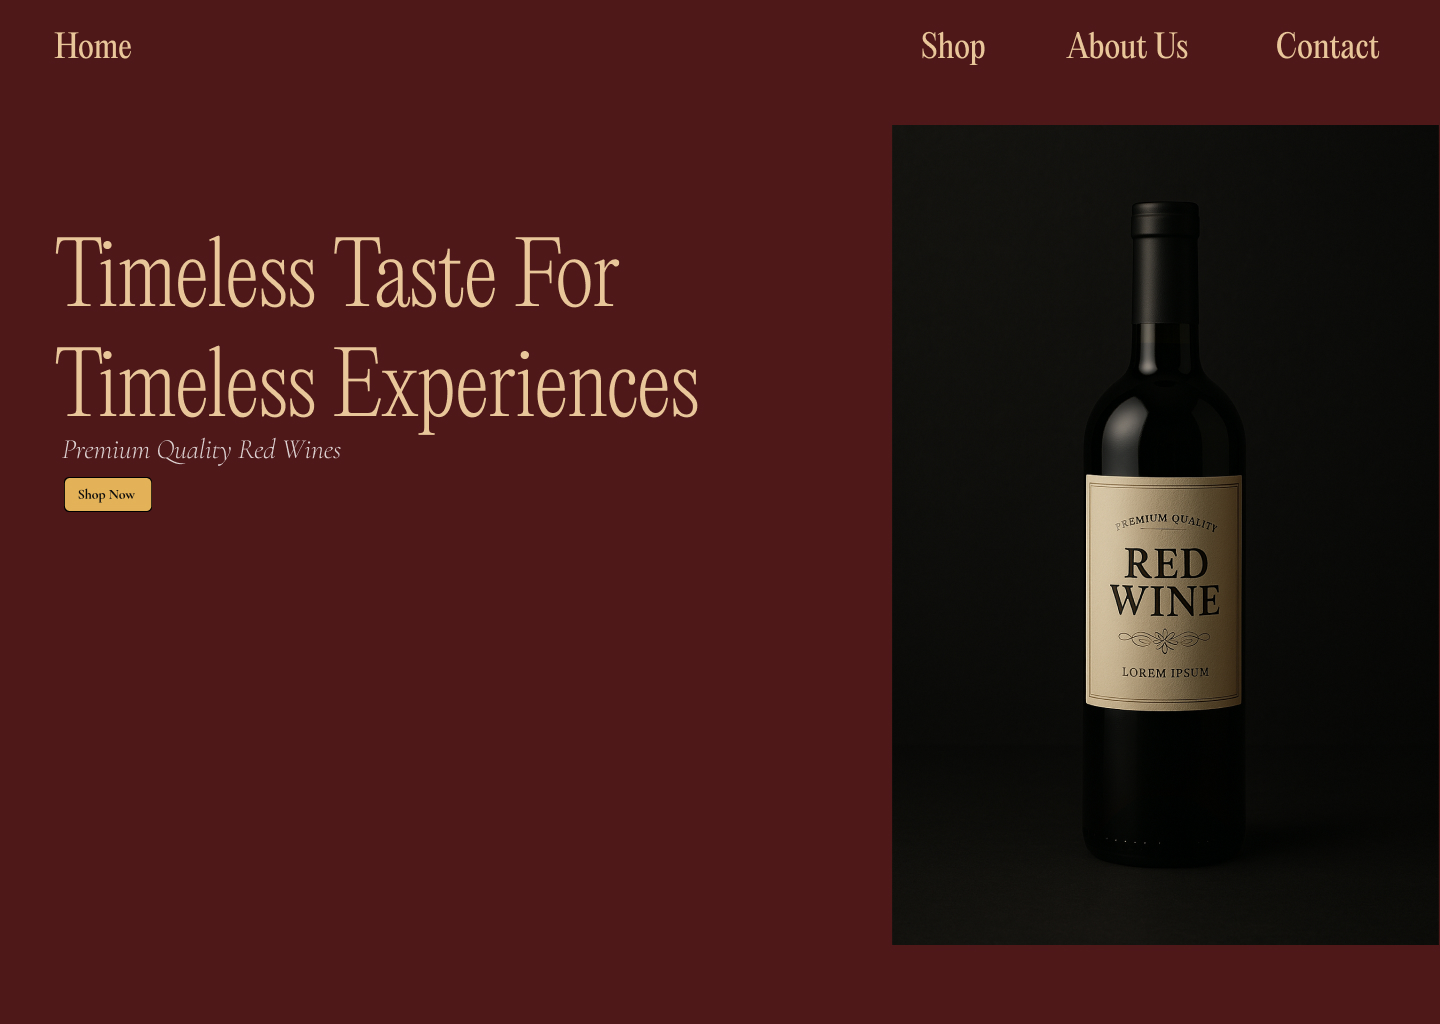 Home
Shop
About Us
Contact
Timeless Taste For
Timeless Experiences
Premium Quality Red Wines
Shop Now
PREMIUM QUALITY
RED
WINE
LOREM IPSUM